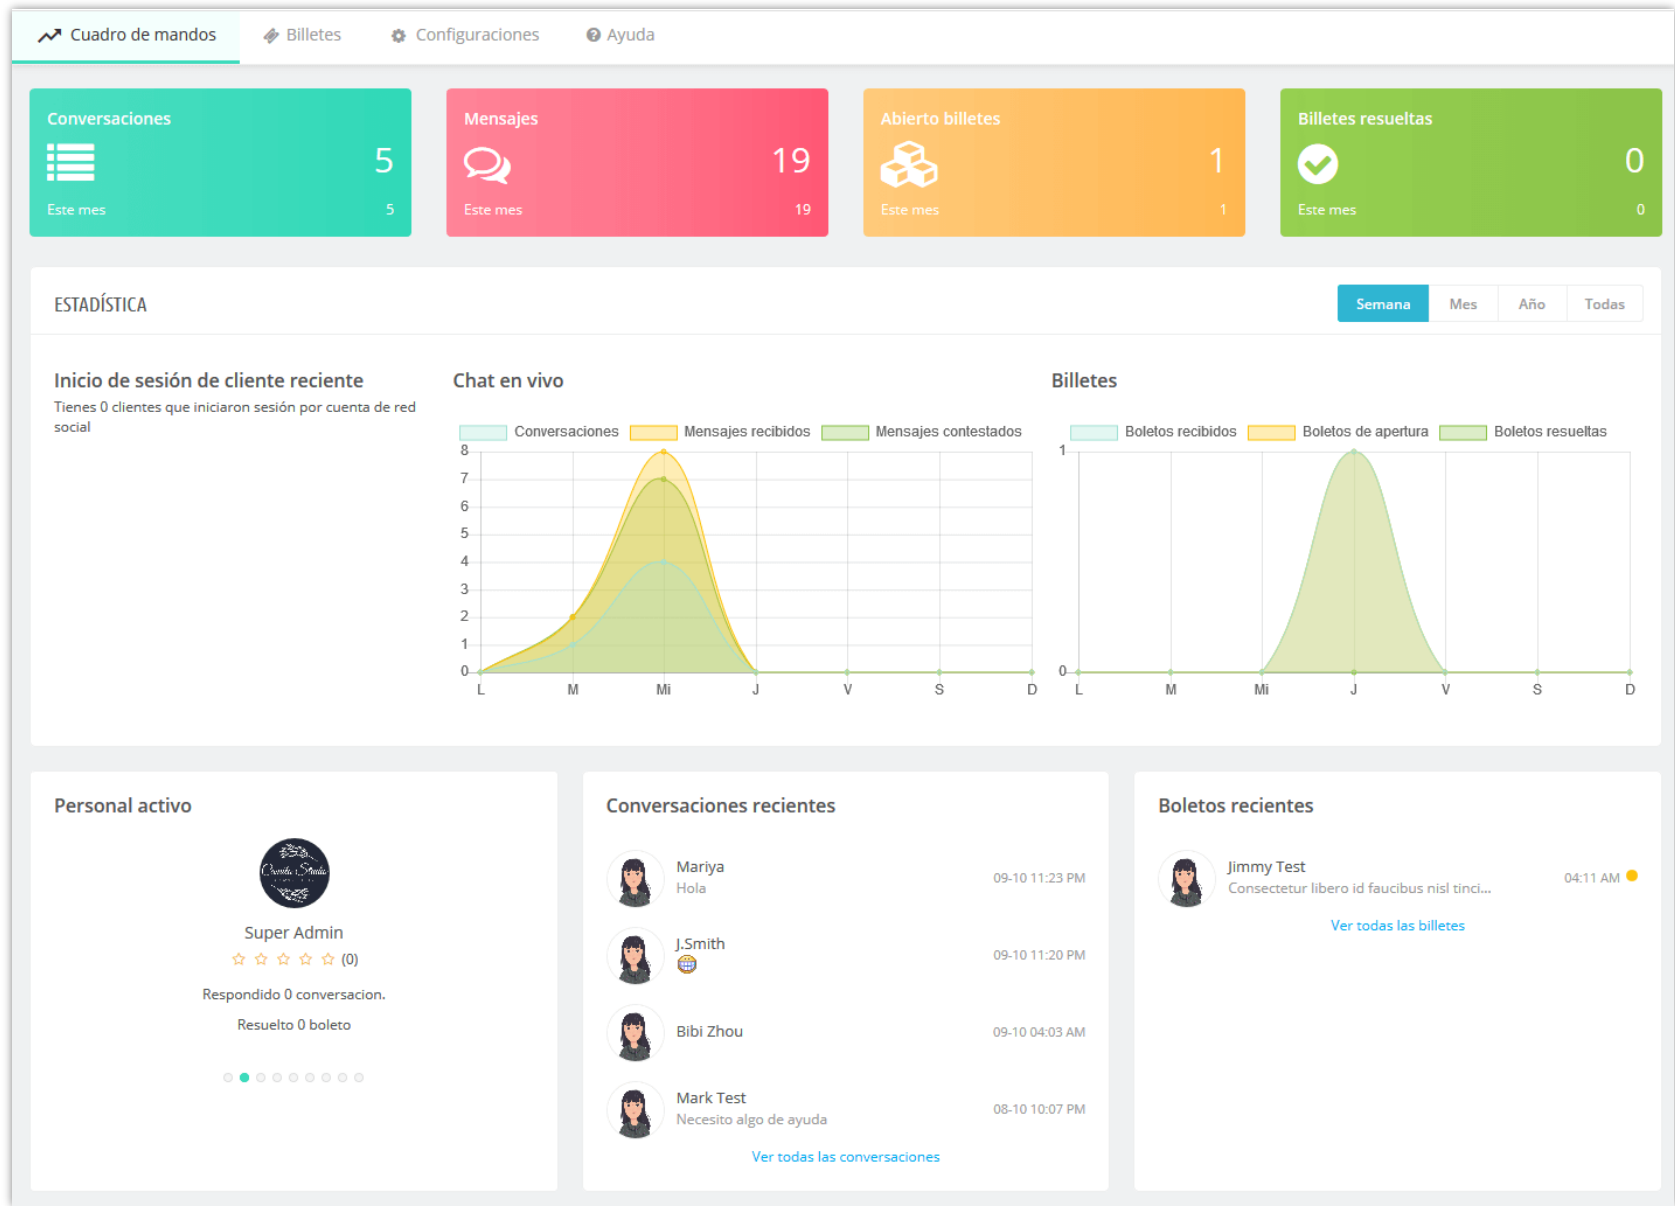 Cuadro de mandos
Billetes
Configuraciones
Ayuda
Conversaciones
5
Este mes
5
Mensajes
19
Este mes
19
Abierto billetes
1
Este mes
1
Billetes resueltas
0
Este mes
0
ESTADÍSTICA
Semana
Mes
Año
Todas
Inicio de sesión de cliente reciente
Tienes 0 clientes que iniciaron sesión por cuenta de red
social
Chat en vivo
Conversaciones
Mensajes recibidos
Mensajes contestados
8
7
6
5
4
3
2
1
0
L
M
Mi
J
V
S
D
Billetes
Boletos recibidos
Boletos de apertura
Boletos resueltas
1
0
L
M
Mi
J
V
S
D
Personal activo
Super Admin
(0)
Respondido 0 conversacion.
Resuelto 0 boleto
Conversaciones recientes
Mariya
Hola
09-10 11:23 PM
J.Smith
09-10 11:20 PM
Bibi Zhou
09-10 04:03 AM
Mark Test
Necesito algo de ayuda
08-10 10:07 PM
Ver todas las conversaciones
Boletos recientes
Jimmy Test
Consectetur libero id faucibus nisl tinci...
04:11 AM
Ver todas las billetes